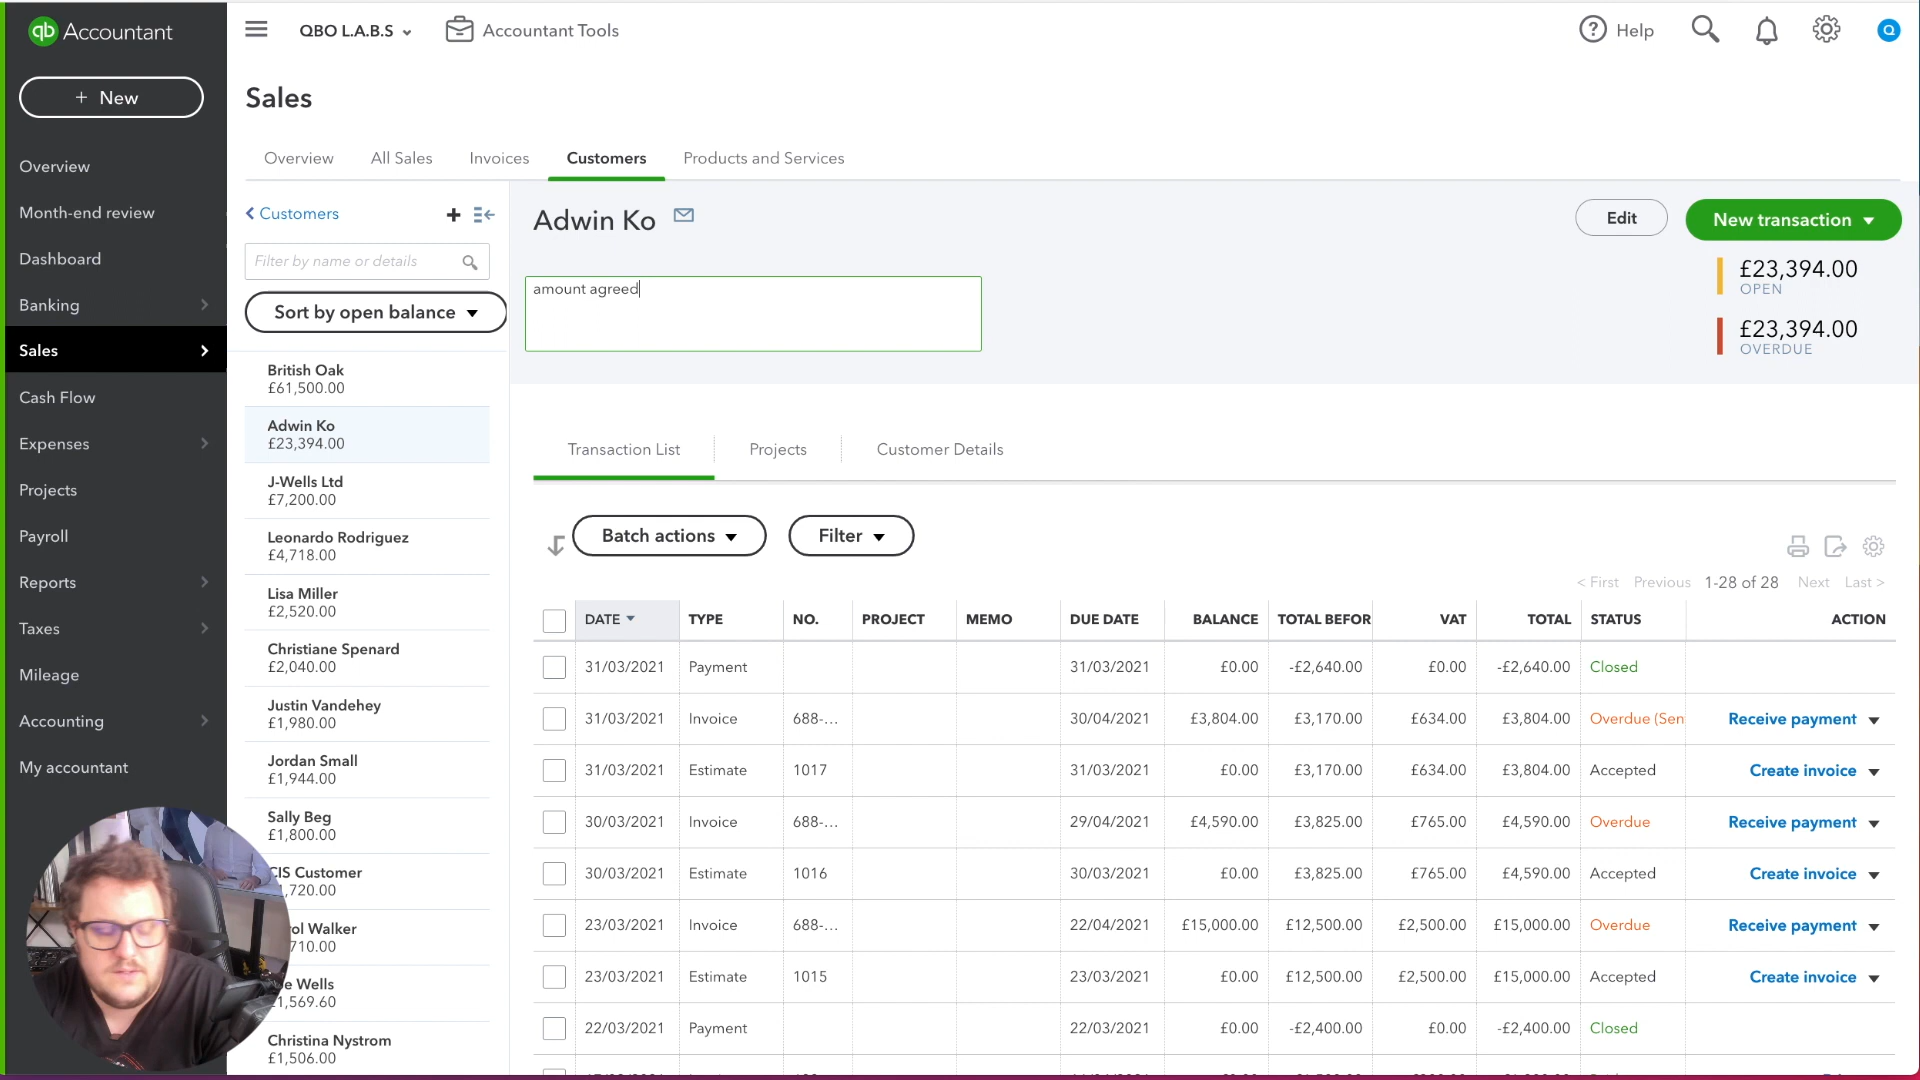 qb Accountant
QBO L.A.B.S
Accountant Tools
Help
Q
+ New
Overview
Month-end review
Dashboard
Banking
Sales
Cash Flow
Expenses
Projects
Payroll
Reports
Taxes
Mileage
Accounting
My accountant
Sales
Overview
All Sales
Invoices
Customers
Products and Services
Customers
Filter by name or details
Sort by open balance
British Oak
£61,500.00
Adwin Ko
£23,394.00
J-Wells Ltd
£7,200.00
Leonardo Rodriguez
£4,718.00
Lisa Miller
£2,520.00
Christiane Spenard
£2,040.00
Justin Vandehey
£1,980.00
Jordan Small
£1,944.00
Sally Beg
£1,800.00
CIS Customer
1,720.00
Walker
710.00
Wells
1,569.60
Christina Nystrom
£1,506.00
Adwin Ko
Edit
New transaction
amount agreed
£23,394.00
OPEN
£23,394.00
OVERDUE
Transaction List
Projects
Customer Details
Batch actions
Filter
< First Previous 1-28 of 28 Next Last >
DATE TYPE NO. PROJECT MEMO DUE DATE BALANCE TOTAL BEFOR VAT TOTAL STATUS ACTION
31/03/2021 Payment 31/03/2021 £0.00 -£2,640.00 £0.00 -£2,640.00 Closed
31/03/2021 Invoice 688-... 30/04/2021 £3,804.00 £3,170.00 £634.00 £3,804.00 Overdue (Sen Receive payment
31/03/2021 Estimate 1017 31/03/2021 £0.00 £3,170.00 £634.00 £3,804.00 Accepted Create invoice
30/03/2021 Invoice 688-... 29/04/2021 £4,590.00 £3,825.00 £765.00 £4,590.00 Overdue Receive payment
30/03/2021 Estimate 1016 30/03/2021 £0.00 £3,825.00 £765.00 £4,590.00 Accepted Create invoice
23/03/2021 Invoice 688-... 22/04/2021 £15,000.00 £12,500.00 £2,500.00 £15,000.00 Overdue Receive payment
23/03/2021 Estimate 1015 23/03/2021 £0.00 £12,500.00 £2,500.00 £15,000.00 Accepted Create invoice
22/03/2021 Payment 22/03/2021 £0.00 -£2,400.00 £0.00 -£2,400.00 Closed